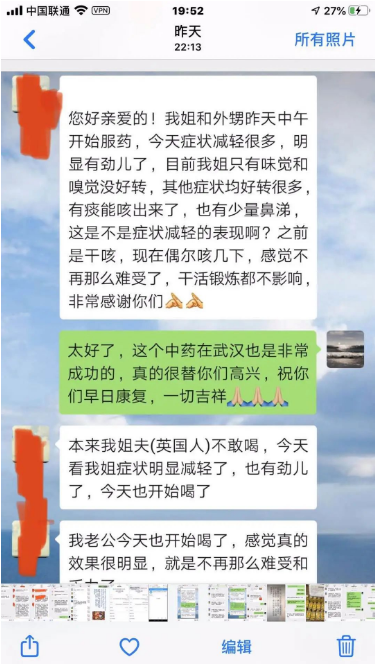 中国联通 VPN 19:52 27%
昨天
22:13
所有照片
您好亲爱的！我姐和外甥昨天中午
开始服药，今天症状减轻很多，明
显有劲儿了，目前我姐只有味觉和
嗅觉没好转，其他症状均好转很多，
有痰能咳出来了，也有少量鼻涕，
这是不是症状减轻的表现啊？之前
是干咳，现在偶尔咳几下，感觉不
再那么难受了，干活锻炼都不影响，
非常感谢你们🙏🙏
太好了，这个中药在武汉也是非常
成功的，真的很替你们高兴，祝你
们早日康复，一切吉祥🙏🙏🙏
本来我姐夫(英国人)不敢喝，今天
看我姐症状明显减轻了，也有劲儿
了，今天也开始喝了
我老公今天也开始喝了，感觉真的
效果很明显，就是不再那么难受和
编辑